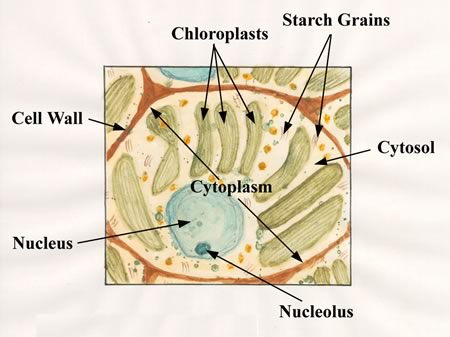 Starch Grains
Chloroplasts
Cell Wall
Cytosol
Cytoplasm
Nucleus
Nucleolus